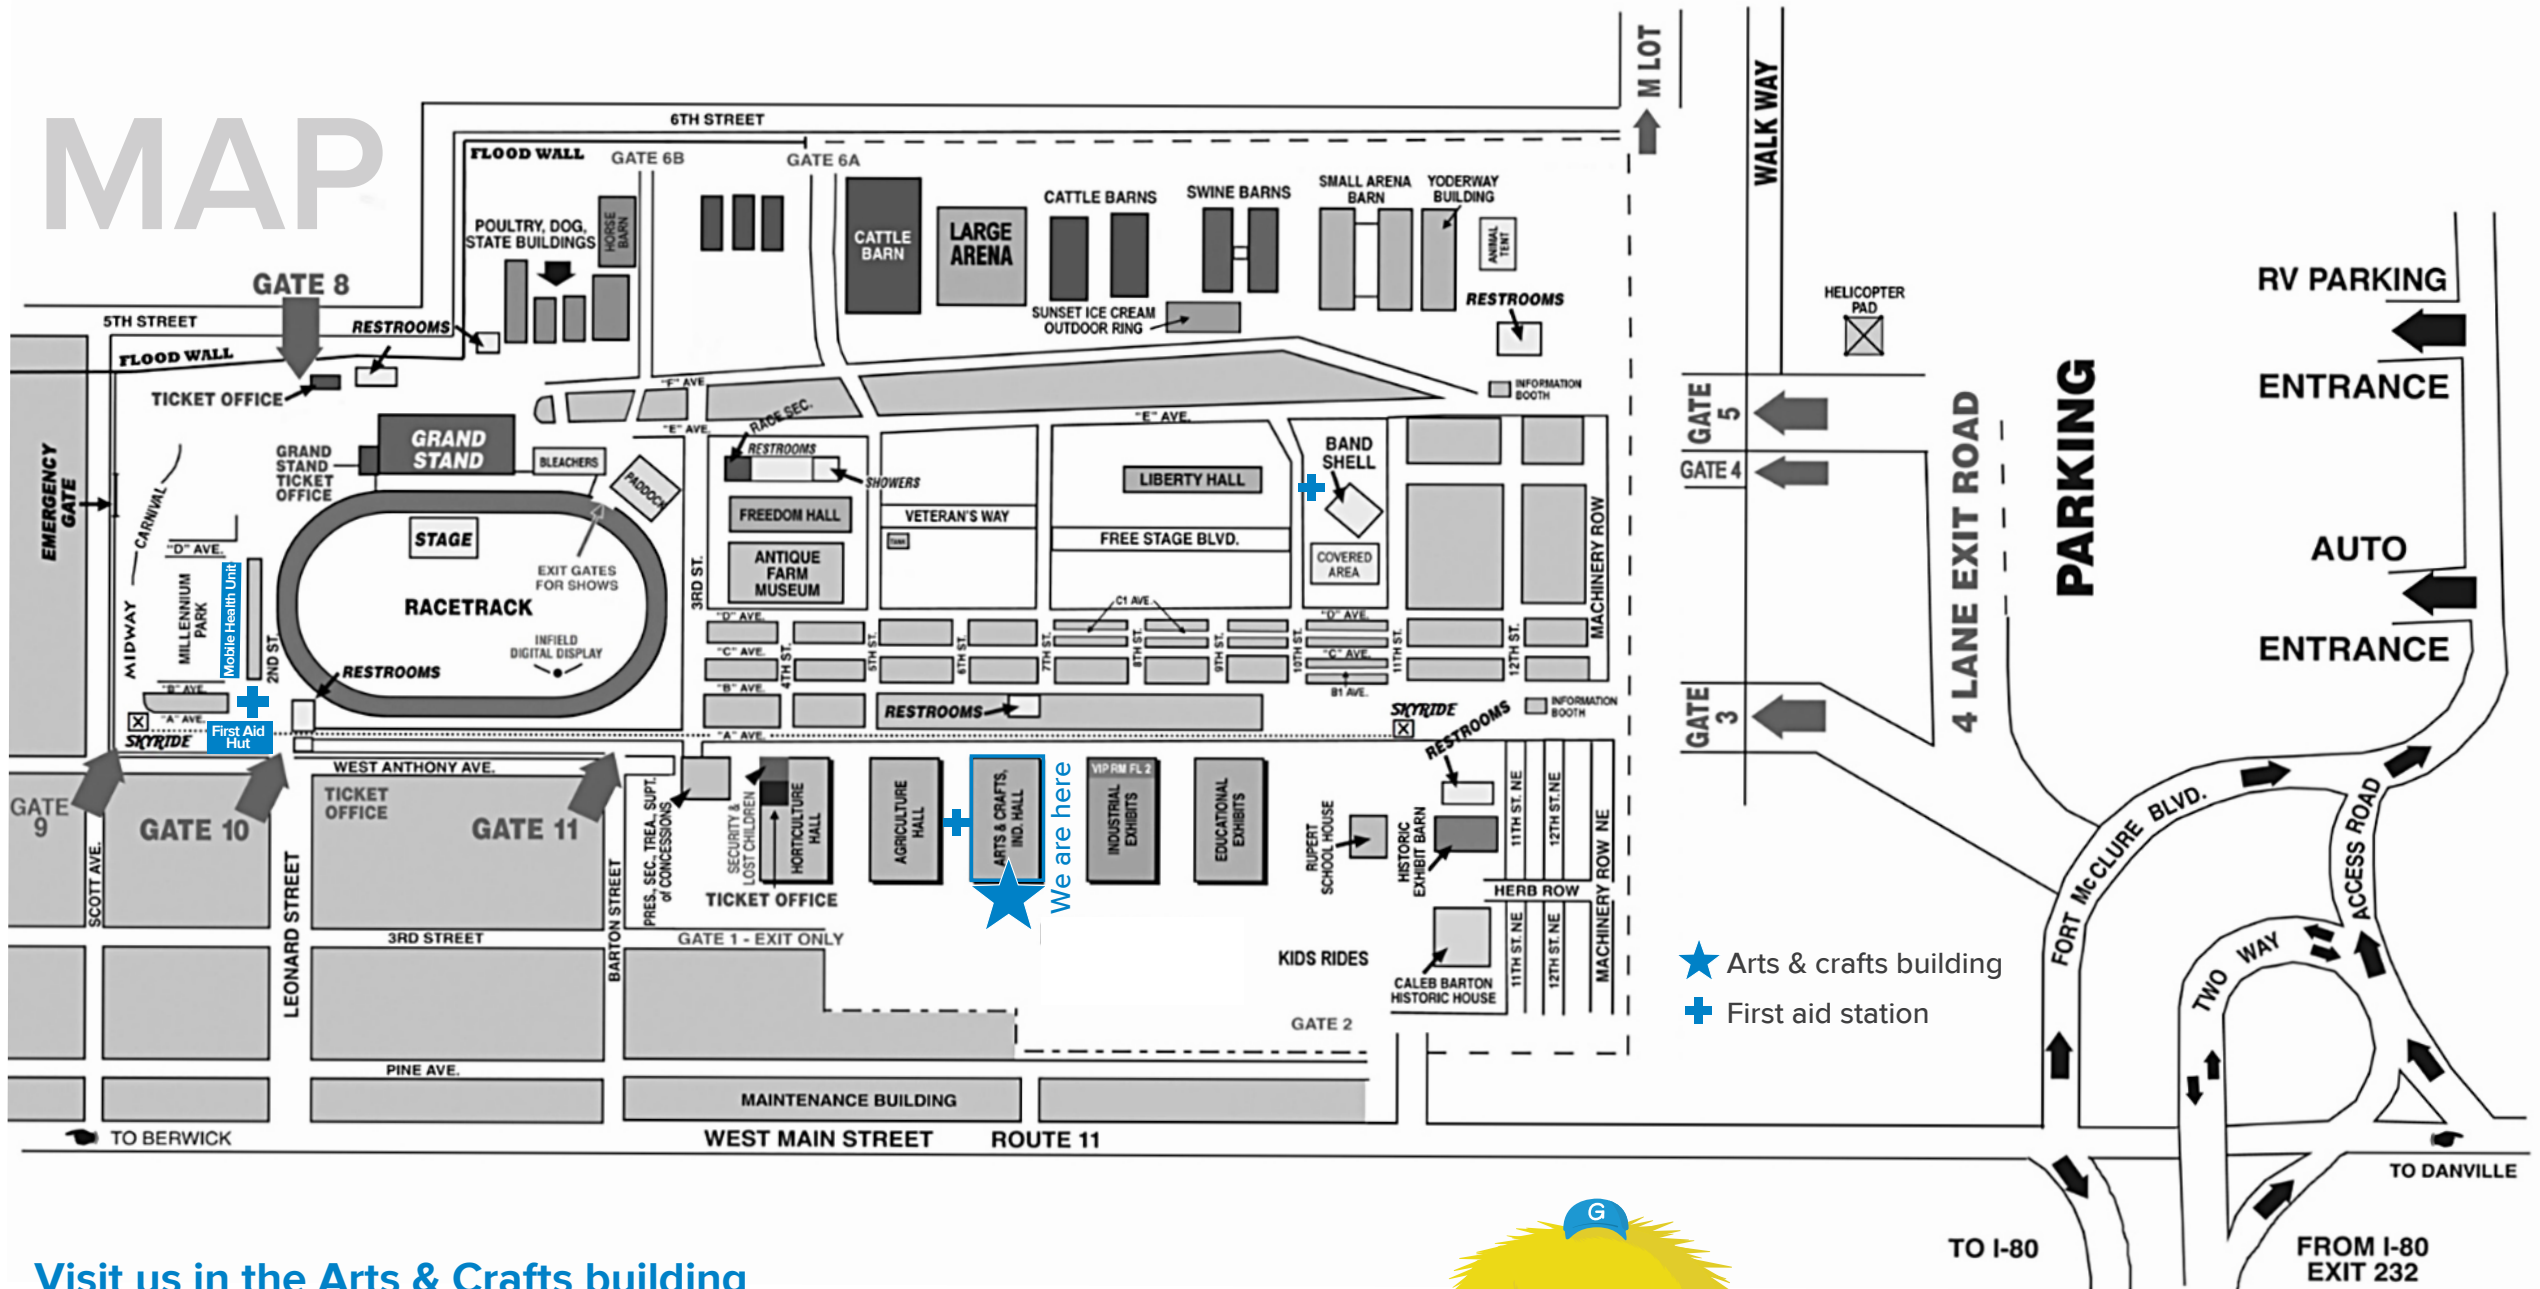 MAP
6TH STREET
M LOT
WALK WAY
FLOOD WALL
GATE 6B
GATE 6A
POULTRY, DOG,
STATE BUILDINGS
HORSE
BARN
CATTLE
BARN
LARGE
ARENA
CATTLE BARNS
SWINE BARNS
SMALL ARENA
BARN
YODERWAY
BUILDING
ANIMAL
TENT
SUNSET ICE CREAM
OUTDOOR RING
RESTROOMS
HELICOPTER
PAD
RV PARKING
ENTRANCE
GATE 8
5TH STREET
FLOOD WALL
RESTROOMS
TICKET OFFICE
"F" AVE
INFORMATION
BOOTH
GATE
5
GATE 4
4 LANE EXIT ROAD
PARKING
AUTO
ENTRANCE
EMERGENCY
GATE
CARNIVAL
GRAND
STAND
TICKET
OFFICE
GRAND
STAND
BLEACHERS
PADDOCK
"E" AVE.
RACE SEC.
RESTROOMS
SHOWERS
"E" AVE.
LIBERTY HALL
BAND
SHELL
FREEDOM HALL
VETERAN'S WAY
FREE STAGE BLVD.
ANTIQUE
FARM
MUSEUM
COVERED
AREA
MACHINERY ROW
STAGE
EXIT GATES
FOR SHOWS
RACETRACK
INFIELD
DIGITAL DISPLAY
RESTROOMS
"D" AVE.
MIDWAY
MILLENNIUM
PARK
Mobile Health Unit
2ND ST.
"B" AVE.
"A" AVE.
SKYRIDE
First Aid
Hut
3RD ST.
"D" AVE.
"C" AVE.
"B" AVE.
"A" AVE.
4TH ST.
5TH ST.
6TH ST.
7TH ST.
C1 AVE.
8TH ST.
9TH ST.
10TH ST.
"D" AVE.
"C" AVE.
B1 AVE.
11TH ST.
12TH ST.
RESTROOMS
SKYRIDE
RESTROOMS
INFORMATION
BOOTH
GATE
3
WEST ANTHONY AVE.
GATE
9
GATE 10
TICKET
OFFICE
GATE 11
SCOTT AVE.
LEONARD STREET
BARTON STREET
PRES., SEC., TREA., SUPT.
of CONCESSIONS
SECURITY &
LOST CHILDREN
HORTICULTURE
HALL
TICKET OFFICE
AGRICULTURE
HALL
ARTS & CRAFTS,
IND. HALL
We are here
VIP RM FL 2
INDUSTRIAL
EXHIBITS
EDUCATIONAL
EXHIBITS
RUPERT
SCHOOL HOUSE
HISTORIC
EXHIBIT BARN
11TH ST. NE
12TH ST. NE
HERB ROW
11TH ST. NE
12TH ST. NE
MACHINERY ROW NE
3RD STREET
GATE 1 - EXIT ONLY
KIDS RIDES
CALEB BARTON
HISTORIC HOUSE
GATE 2
Arts & crafts building
First aid station
FORT McCLURE BLVD.
ACCESS ROAD
TWO WAY
PINE AVE.
MAINTENANCE BUILDING
TO BERWICK
WEST MAIN STREET
ROUTE 11
TO DANVILLE
TO I-80
FROM I-80
EXIT 232
G
Visit us in the Arts & Crafts building